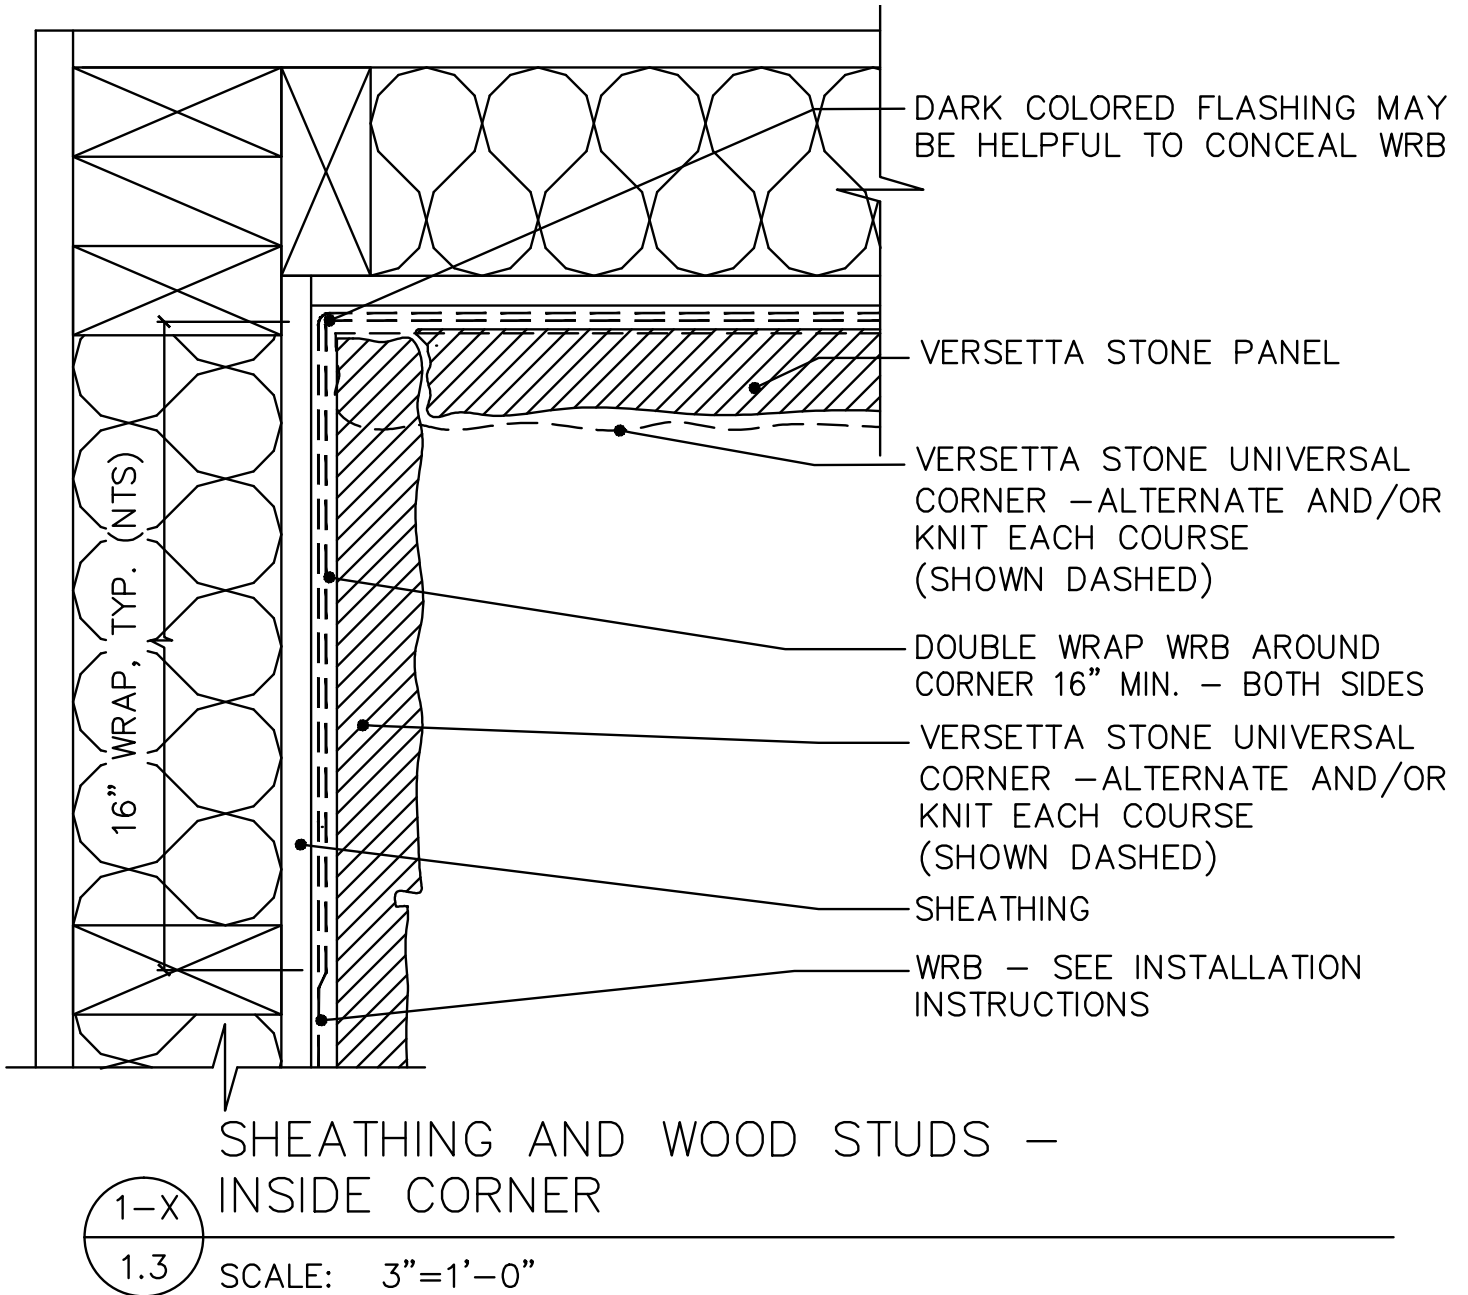 DARK COLORED FLASHING MAY
BE HELPFUL TO CONCEAL WRB
VERSETTA STONE PANEL
VERSETTA STONE UNIVERSAL
CORNER –ALTERNATE AND/OR
KNIT EACH COURSE
(SHOWN DASHED)
DOUBLE WRAP WRB AROUND
CORNER 16" MIN. – BOTH SIDES
VERSETTA STONE UNIVERSAL
CORNER –ALTERNATE AND/OR
KNIT EACH COURSE
(SHOWN DASHED)
SHEATHING
WRB – SEE INSTALLATION
INSTRUCTIONS
16" WRAP, TYP. (NTS)
SHEATHING AND WOOD STUDS –
INSIDE CORNER
1–X
1.3
SCALE: 3"=1'–0"